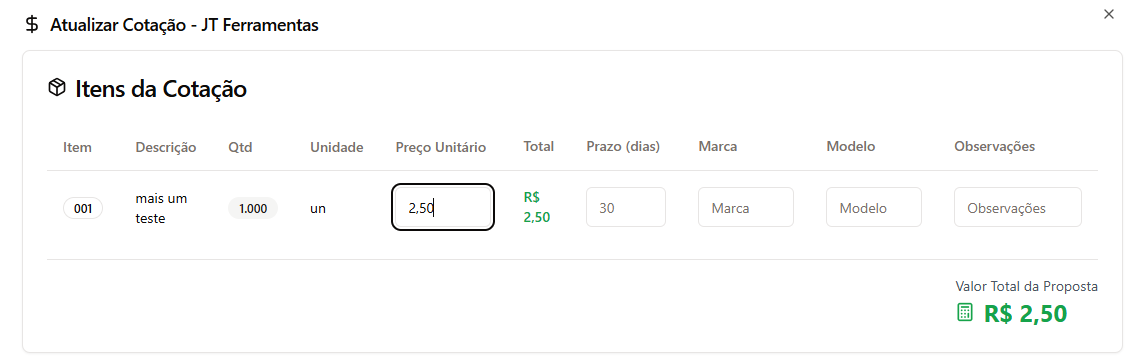 Atualizar Cotação - JT Ferramentas
Itens da Cotação
Item Descrição Qtd Unidade Preço Unitário Total Prazo (dias) Marca Modelo Observações
001 mais um teste 1.000 un 2,50 R$ 2,50 30 Marca Modelo Observações
Valor Total da Proposta
R$ 2,50